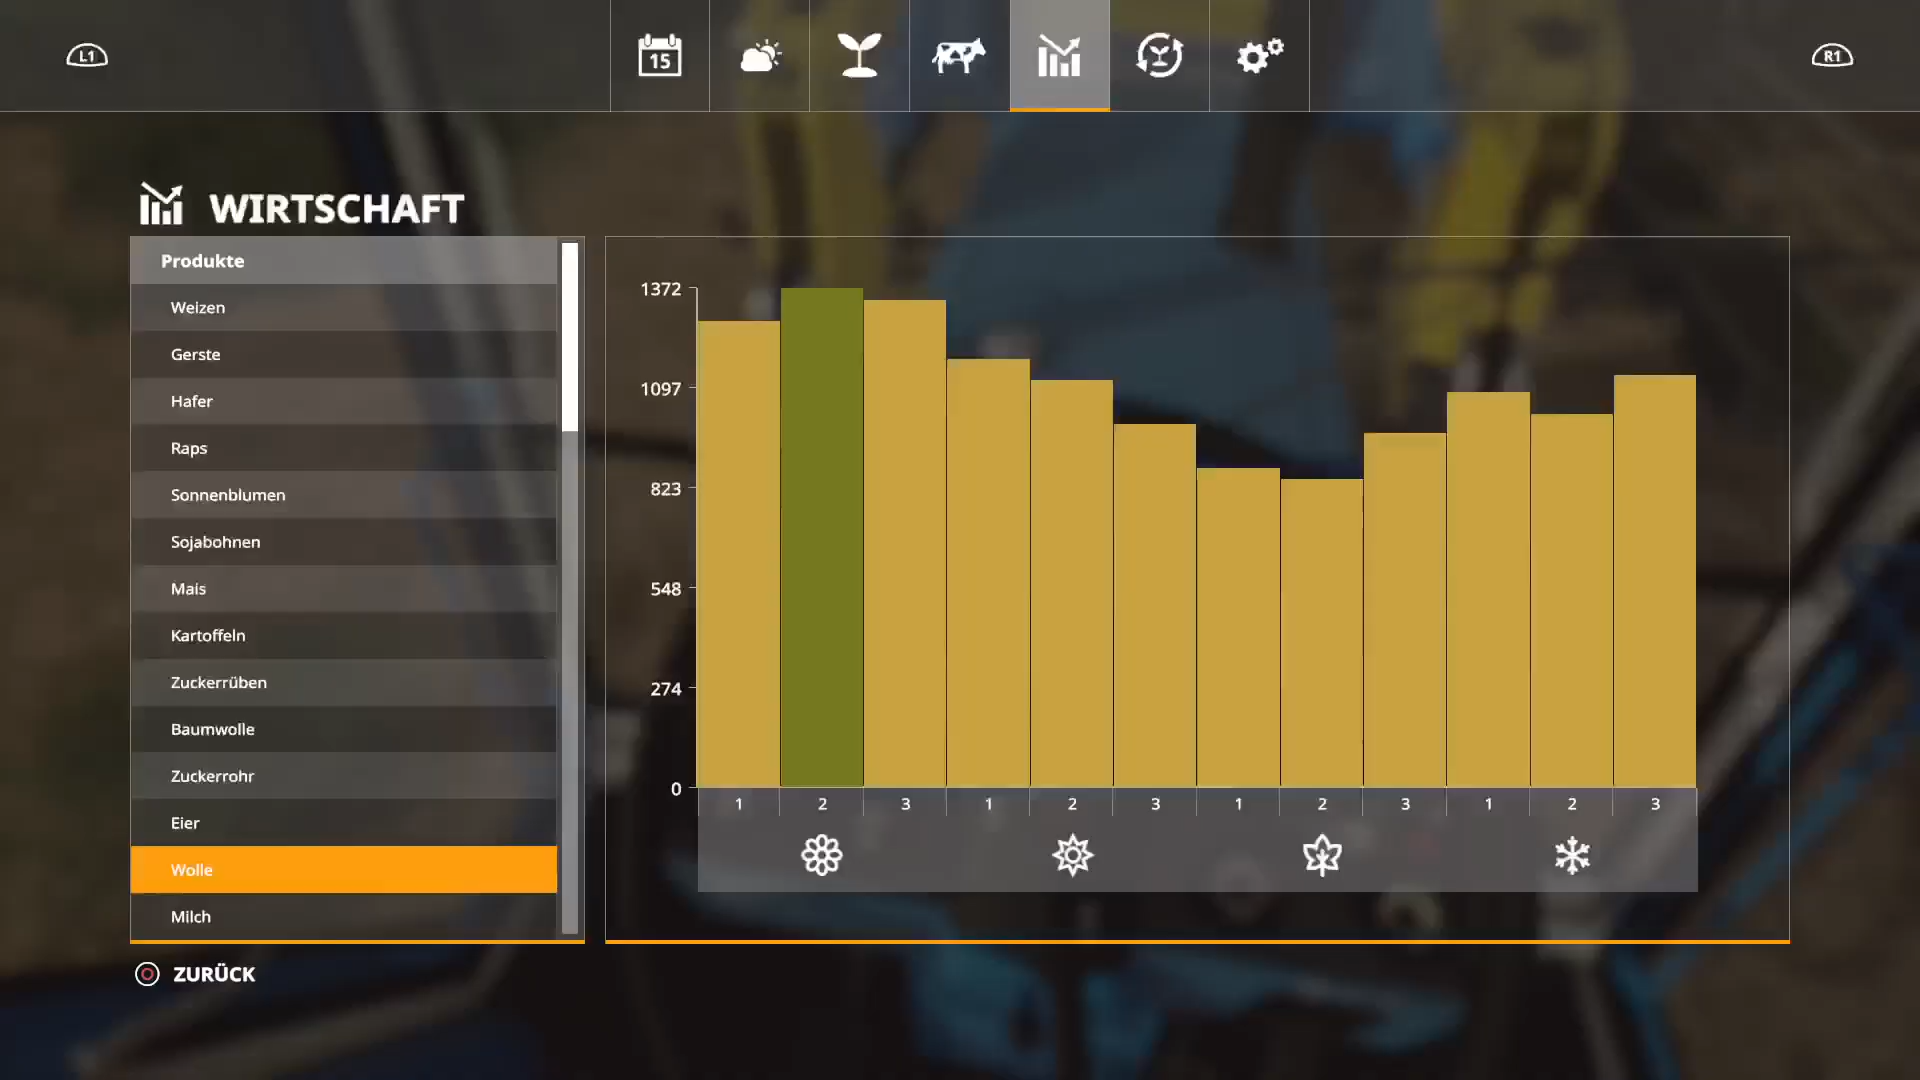 L1
15
R1
WIRTSCHAFT
Produkte
Weizen
Gerste
Hafer
Raps
Sonnenblumen
Sojabohnen
Mais
Kartoffeln
Zuckerrüben
Baumwolle
Zuckerrohr
Eier
Wolle
Milch
1372
1097
823
548
274
0
1 2 3 1 2 3 1 2 3 1 2 3
ZURÜCK